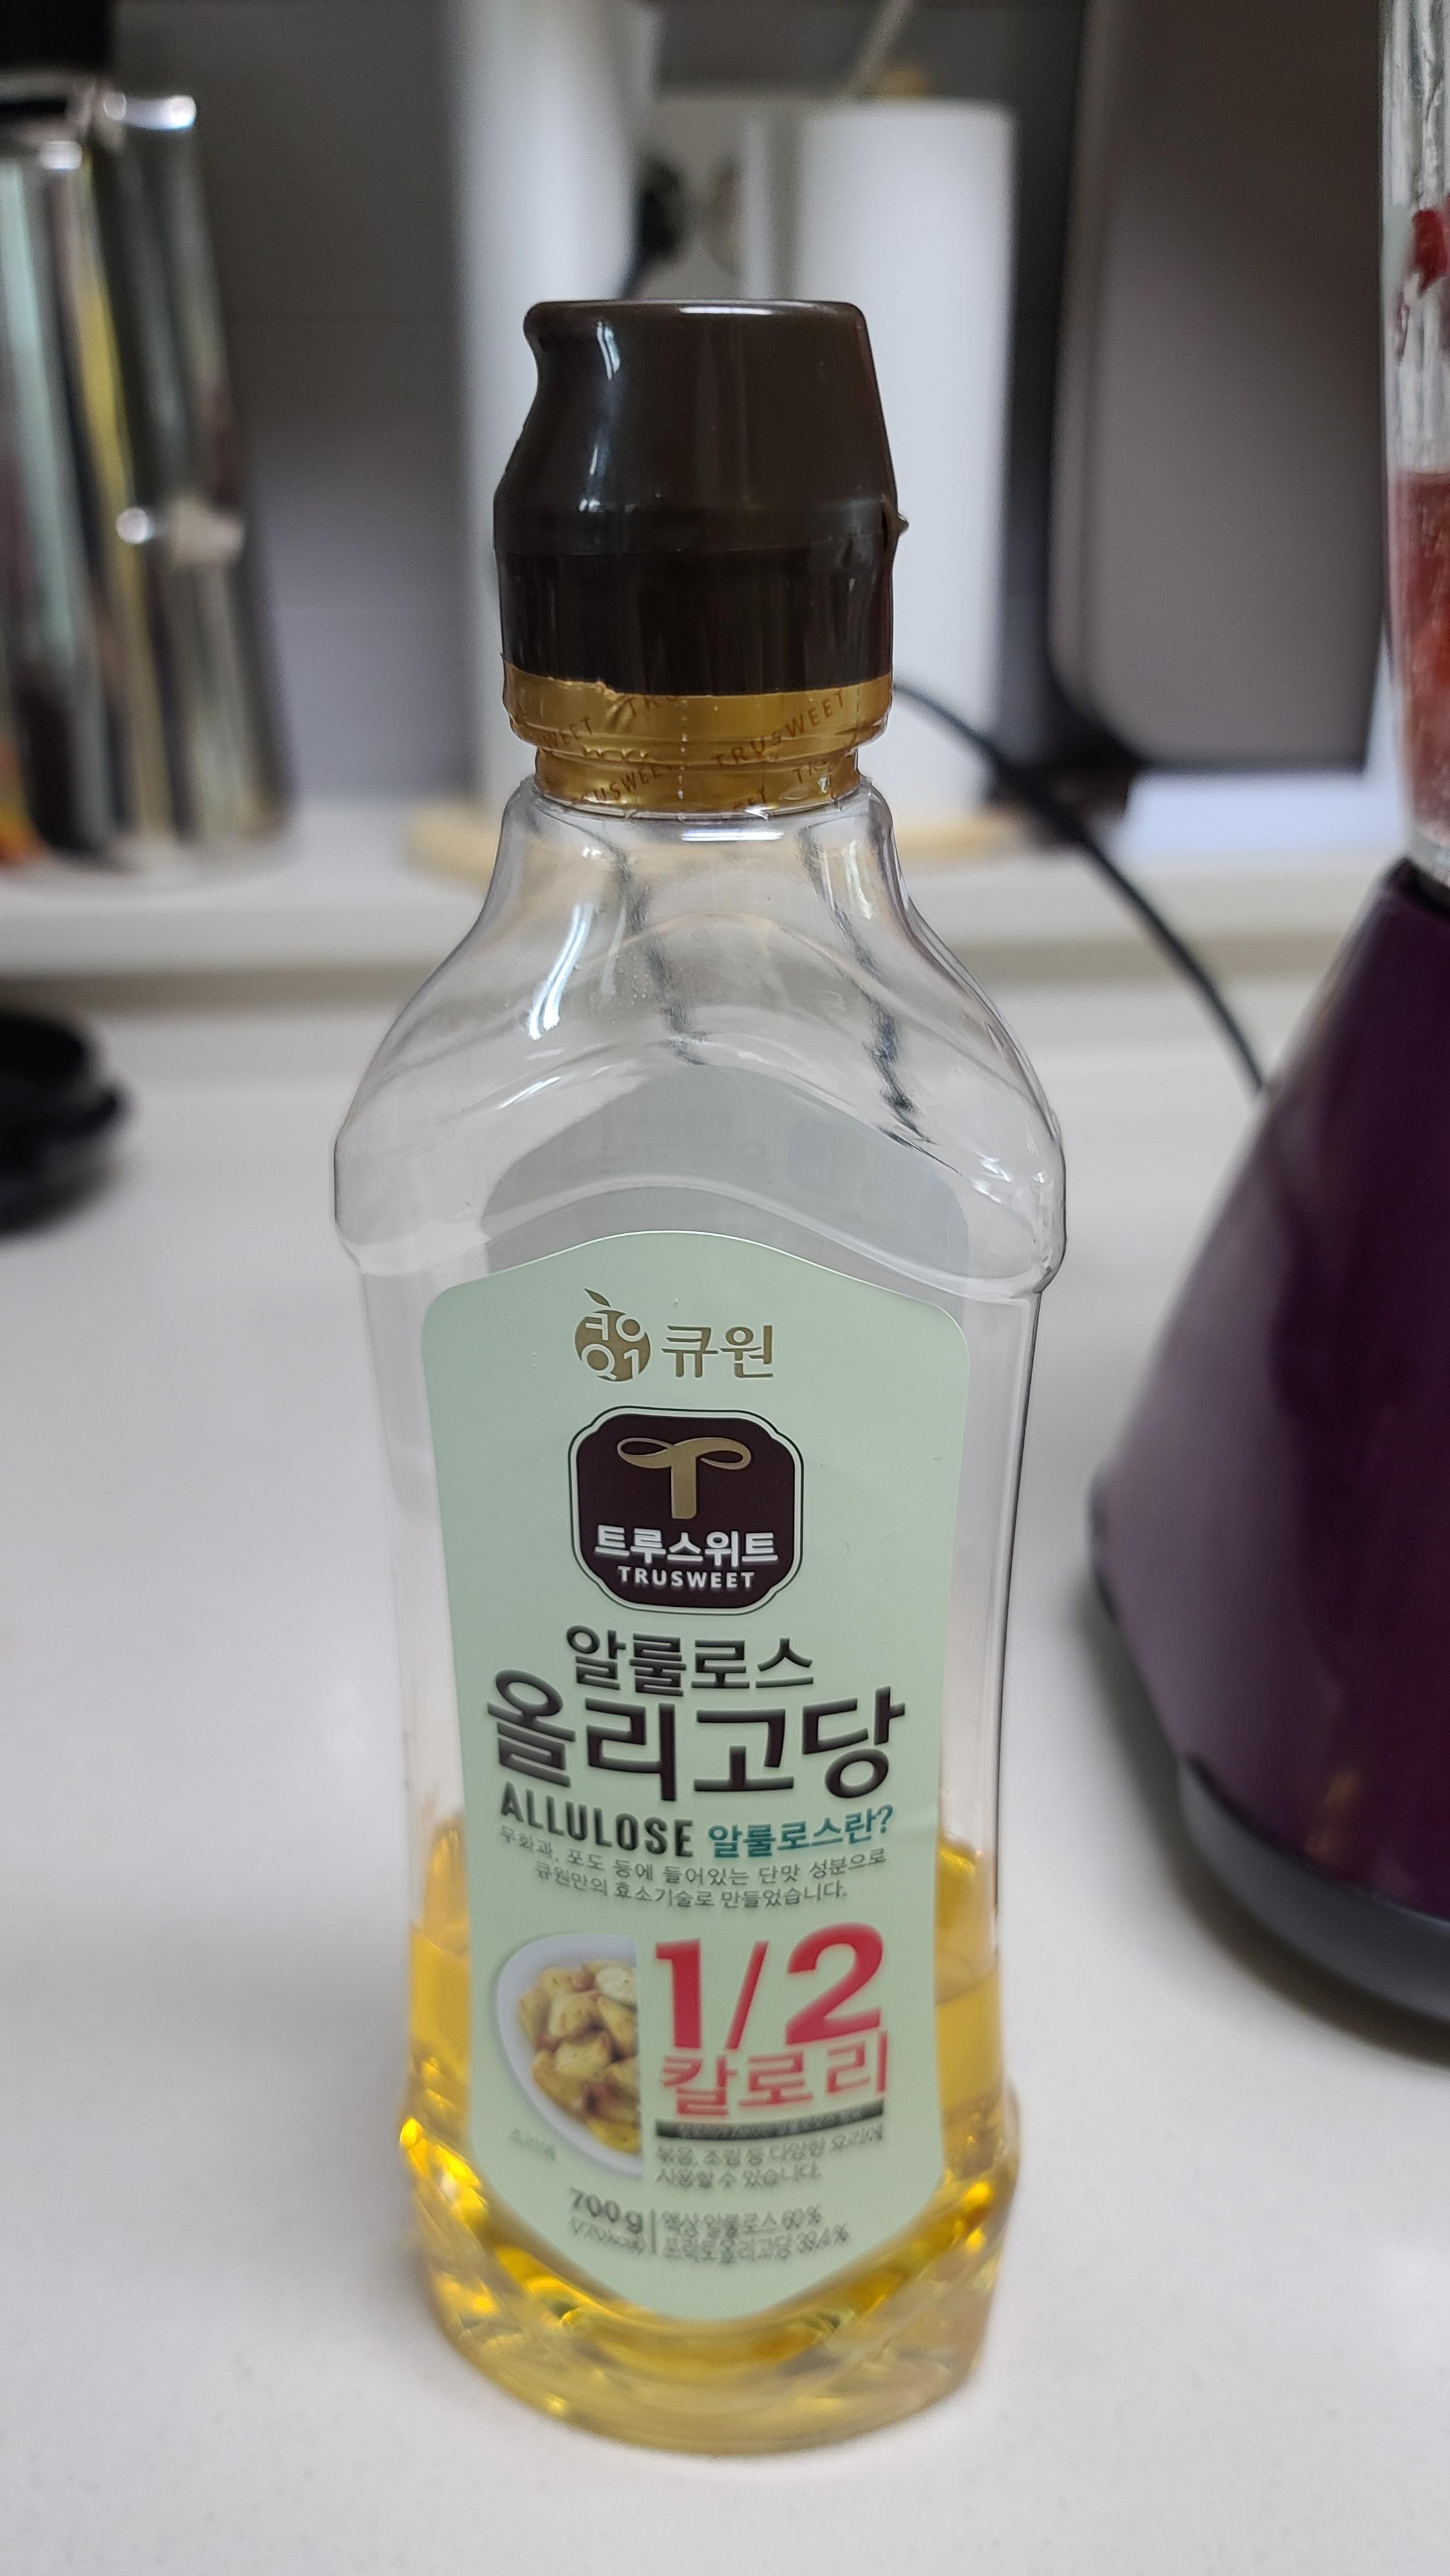 TRUSWEET
큐원
트루스위트
TRUSWEET
알룰로스
올리고당
ALLULOSE 알룰로스란?
무화과, 포도 등에 들어있는 단맛 성분으로
큐원만의 효소기술로 만들었습니다.
1/2
칼로리
볶음, 조림 등 다양한 요리에
사용할 수 있습니다.
700g
액상알룰로스 60%
프락토올리고당 39.4%